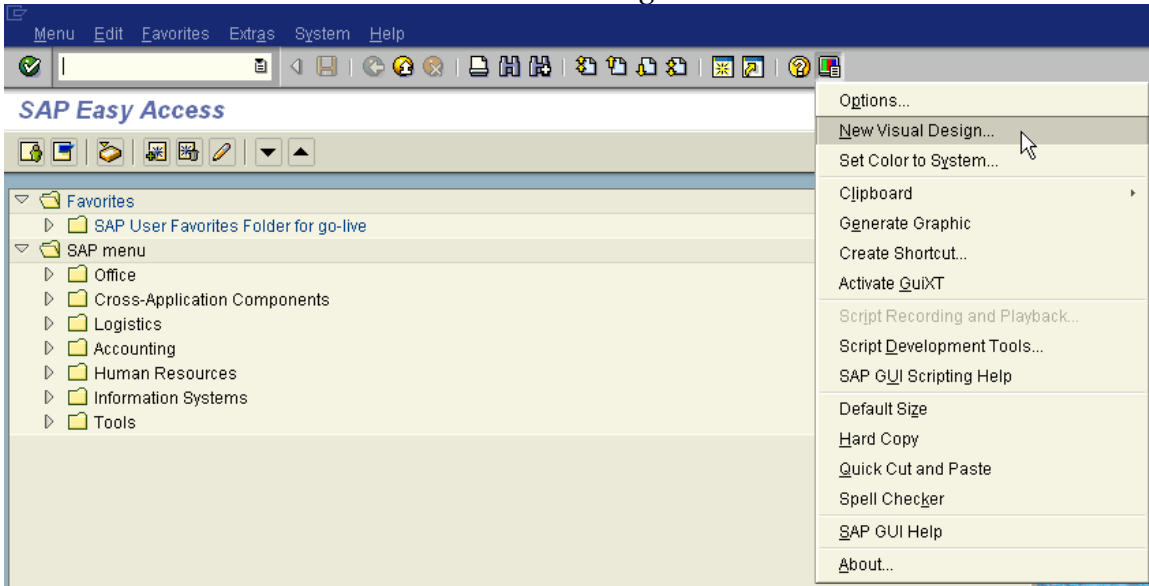 Menu Edit Favorites Extras System Help
SAP Easy Access
Favorites
SAP User Favorites Folder for go-live
SAP menu
Office
Cross-Application Components
Logistics
Accounting
Human Resources
Information Systems
Tools
Options...
New Visual Design...
Set Color to System...
Clipboard
Generate Graphic
Create Shortcut...
Activate GuiXT
Script Recording and Playback...
Script Development Tools...
SAP GUI Scripting Help
Default Size
Hard Copy
Quick Cut and Paste
Spell Checker
SAP GUI Help
About...